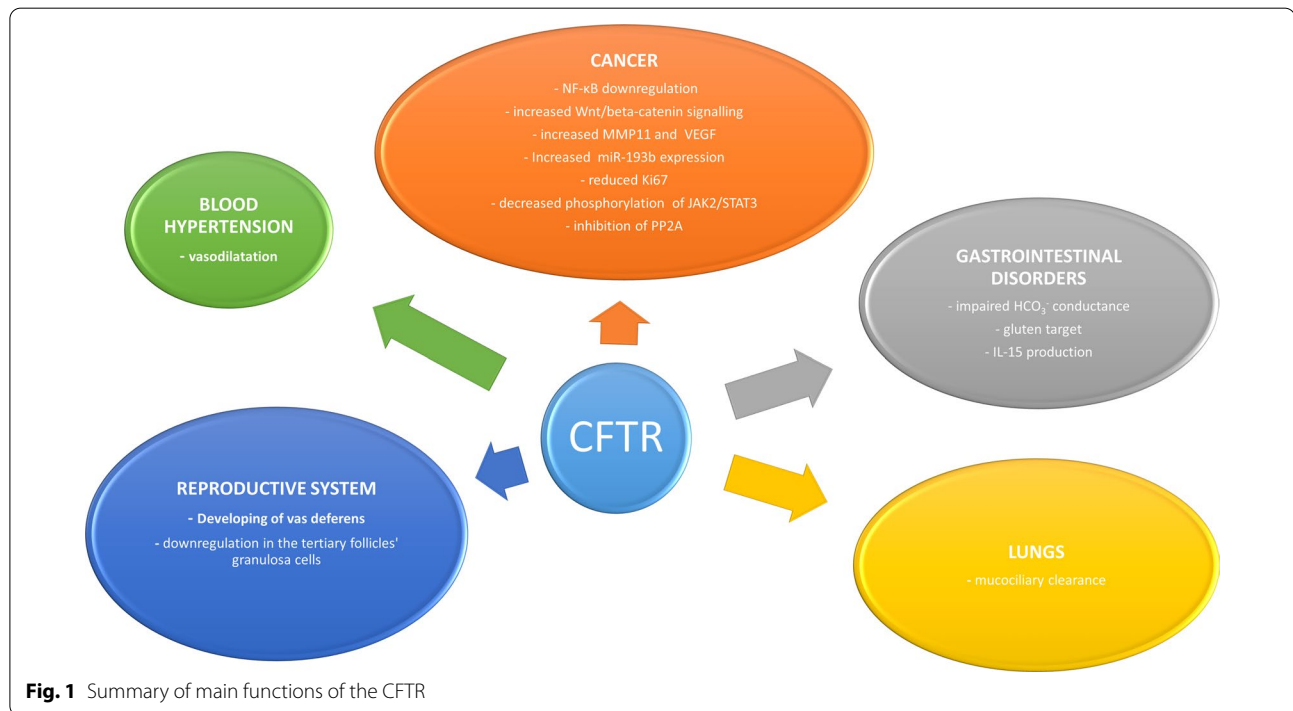 CANCER
- NF-κB downregulation
- increased Wnt/beta-catenin signalling
- increased MMP11 and VEGF
- Increased miR-193b expression
- reduced Ki67
- decreased phosphorylation of JAK2/STAT3
- inhibition of PP2A
BLOOD
HYPERTENSION
- vasodilatation
GASTROINTESTINAL
DISORDERS
- impaired HCO₃⁻ conductance
- gluten target
- IL-15 production
CFTR
REPRODUCTIVE SYSTEM
- Developing of vas deferens
- downregulation in the tertiary follicles'
granulosa cells
LUNGS
- mucociliary clearance
Fig. 1 Summary of main functions of the CFTR